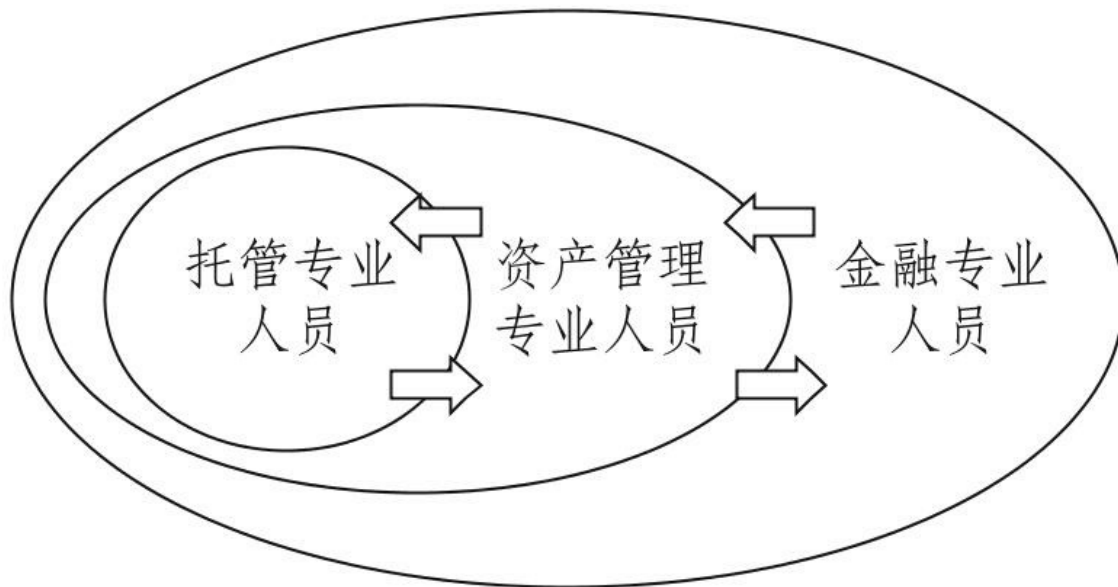 托管专业
人员
资产管理
专业人员
金融专业
人员